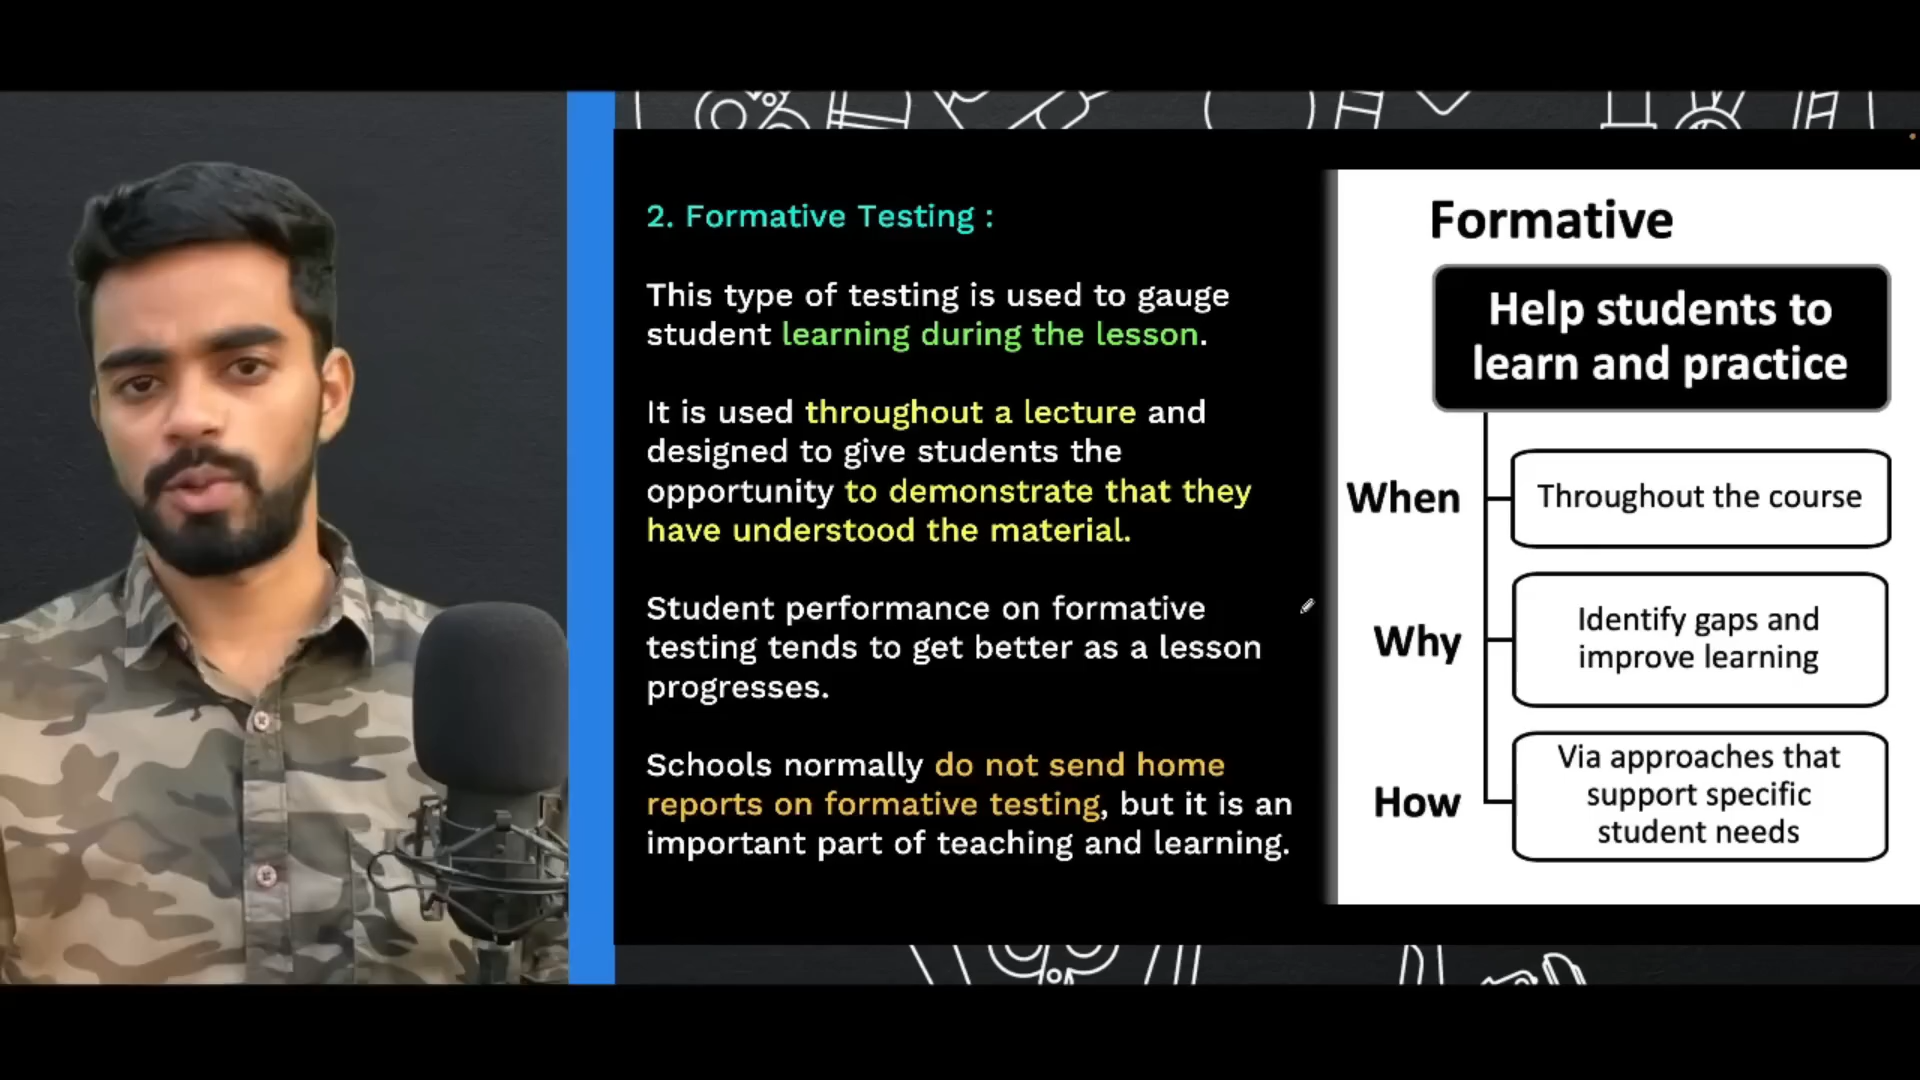 2. Formative Testing :
This type of testing is used to gauge
student learning during the lesson.
It is used throughout a lecture and
designed to give students the
opportunity to demonstrate that they
have understood the material.
Student performance on formative
testing tends to get better as a lesson
progresses.
Schools normally do not send home
reports on formative testing, but it is an
important part of teaching and learning.
Formative
Help students to
learn and practice
When
Throughout the course
Why
Identify gaps and
improve learning
How
Via approaches that
support specific
student needs